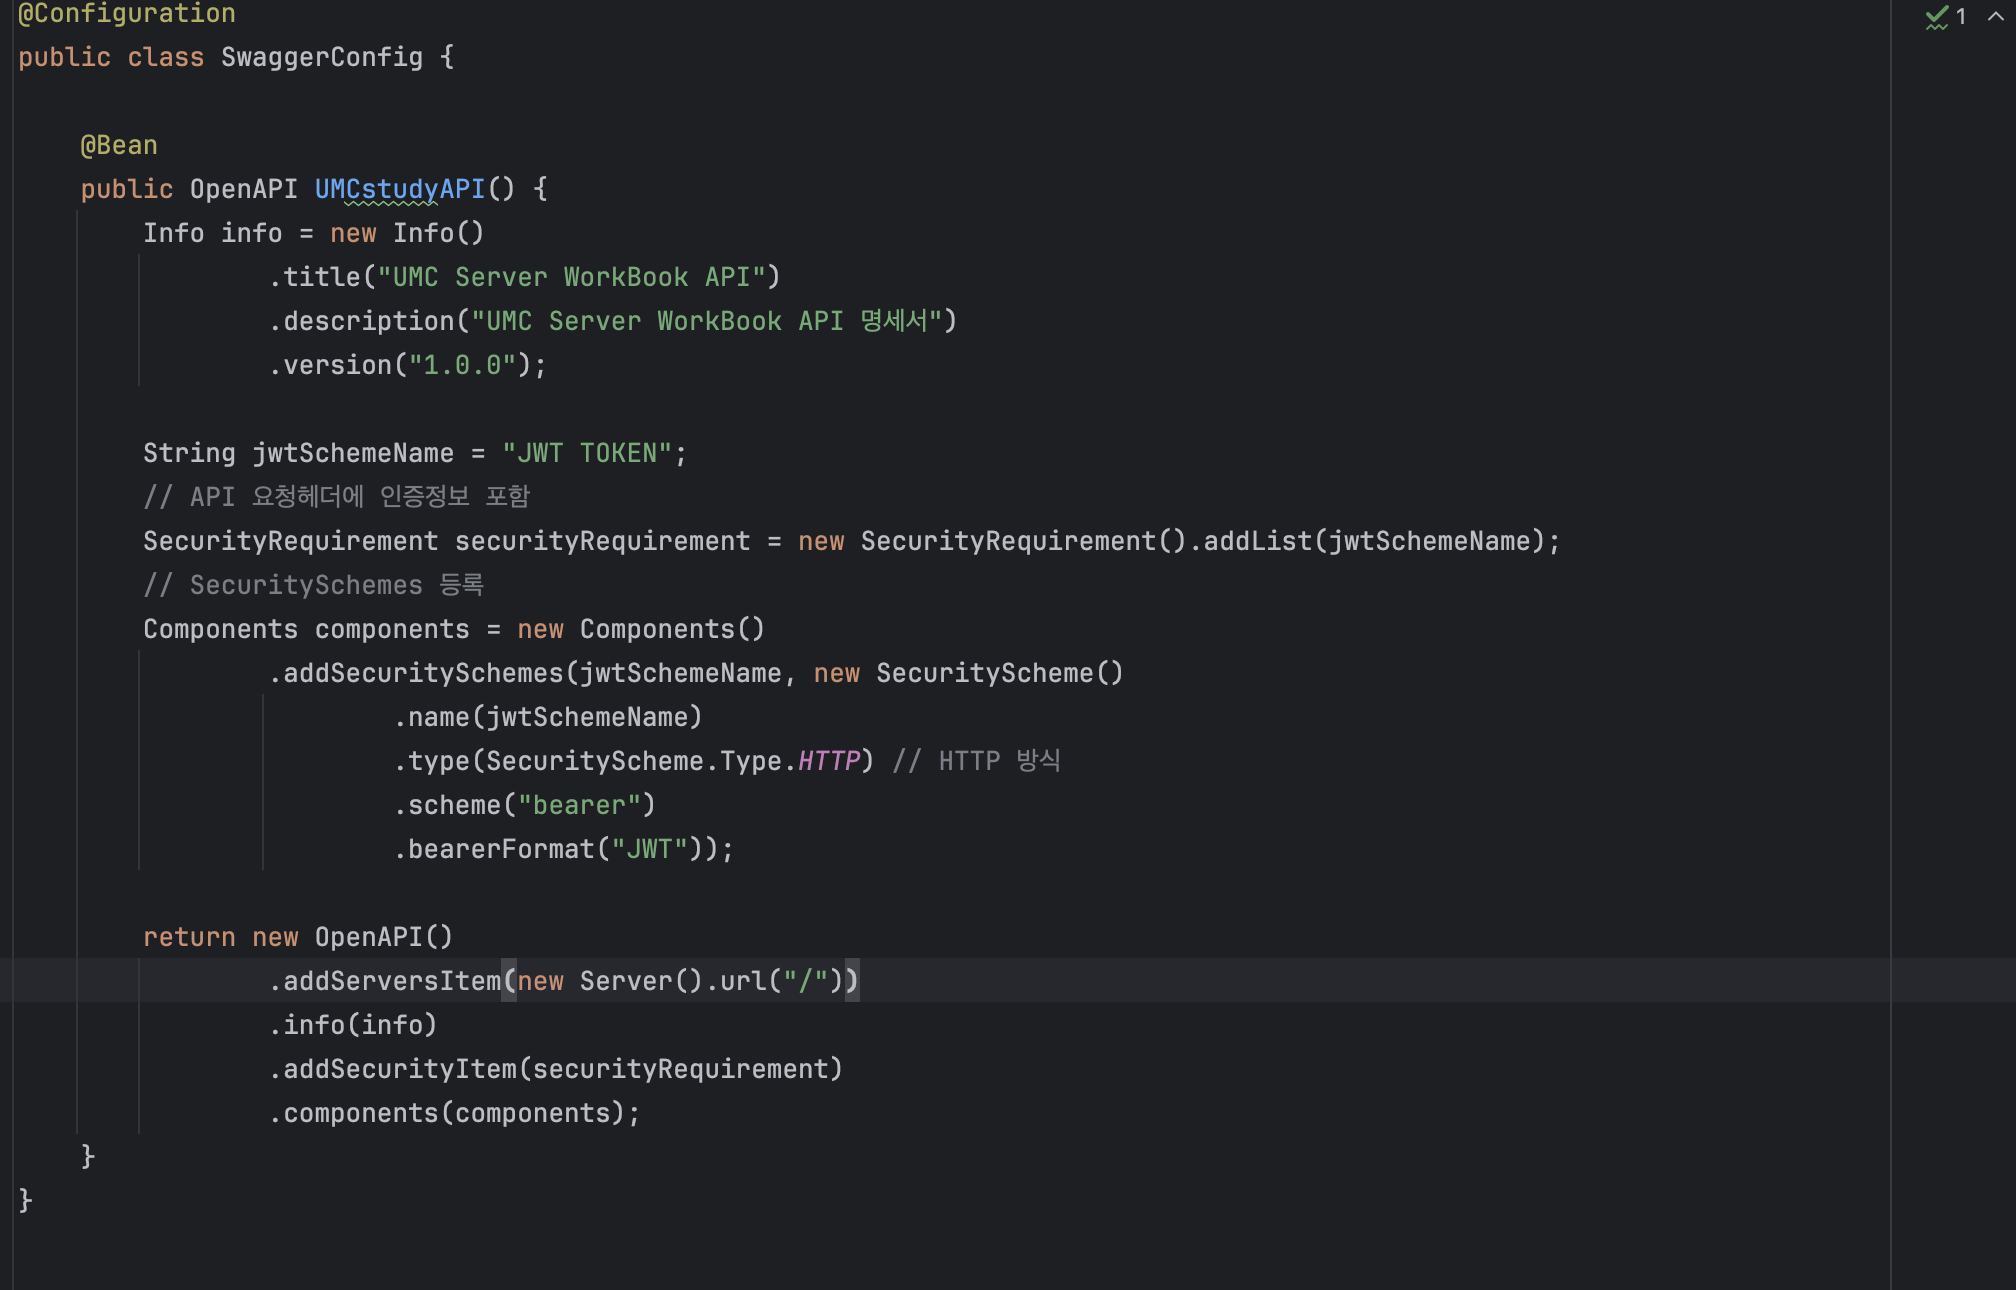 @Configuration
public class SwaggerConfig {
@Bean
public OpenAPI UMCstudyAPI() {
Info info = new Info()
.title("UMC Server WorkBook API")
.description("UMC Server WorkBook API 명세서")
.version("1.0.0");
String jwtSchemeName = "JWT TOKEN";
// API 요청헤더에 인증정보 포함
SecurityRequirement securityRequirement = new SecurityRequirement().addList(jwtSchemeName);
// SecuritySchemes 등록
Components components = new Components()
.addSecuritySchemes(jwtSchemeName, new SecurityScheme()
.name(jwtSchemeName)
.type(SecurityScheme.Type.HTTP) // HTTP 방식
.scheme("bearer")
.bearerFormat("JWT"));
return new OpenAPI()
.addServersItem(new Server().url("/"))
.info(info)
.addSecurityItem(securityRequirement)
.components(components);
}
}
1